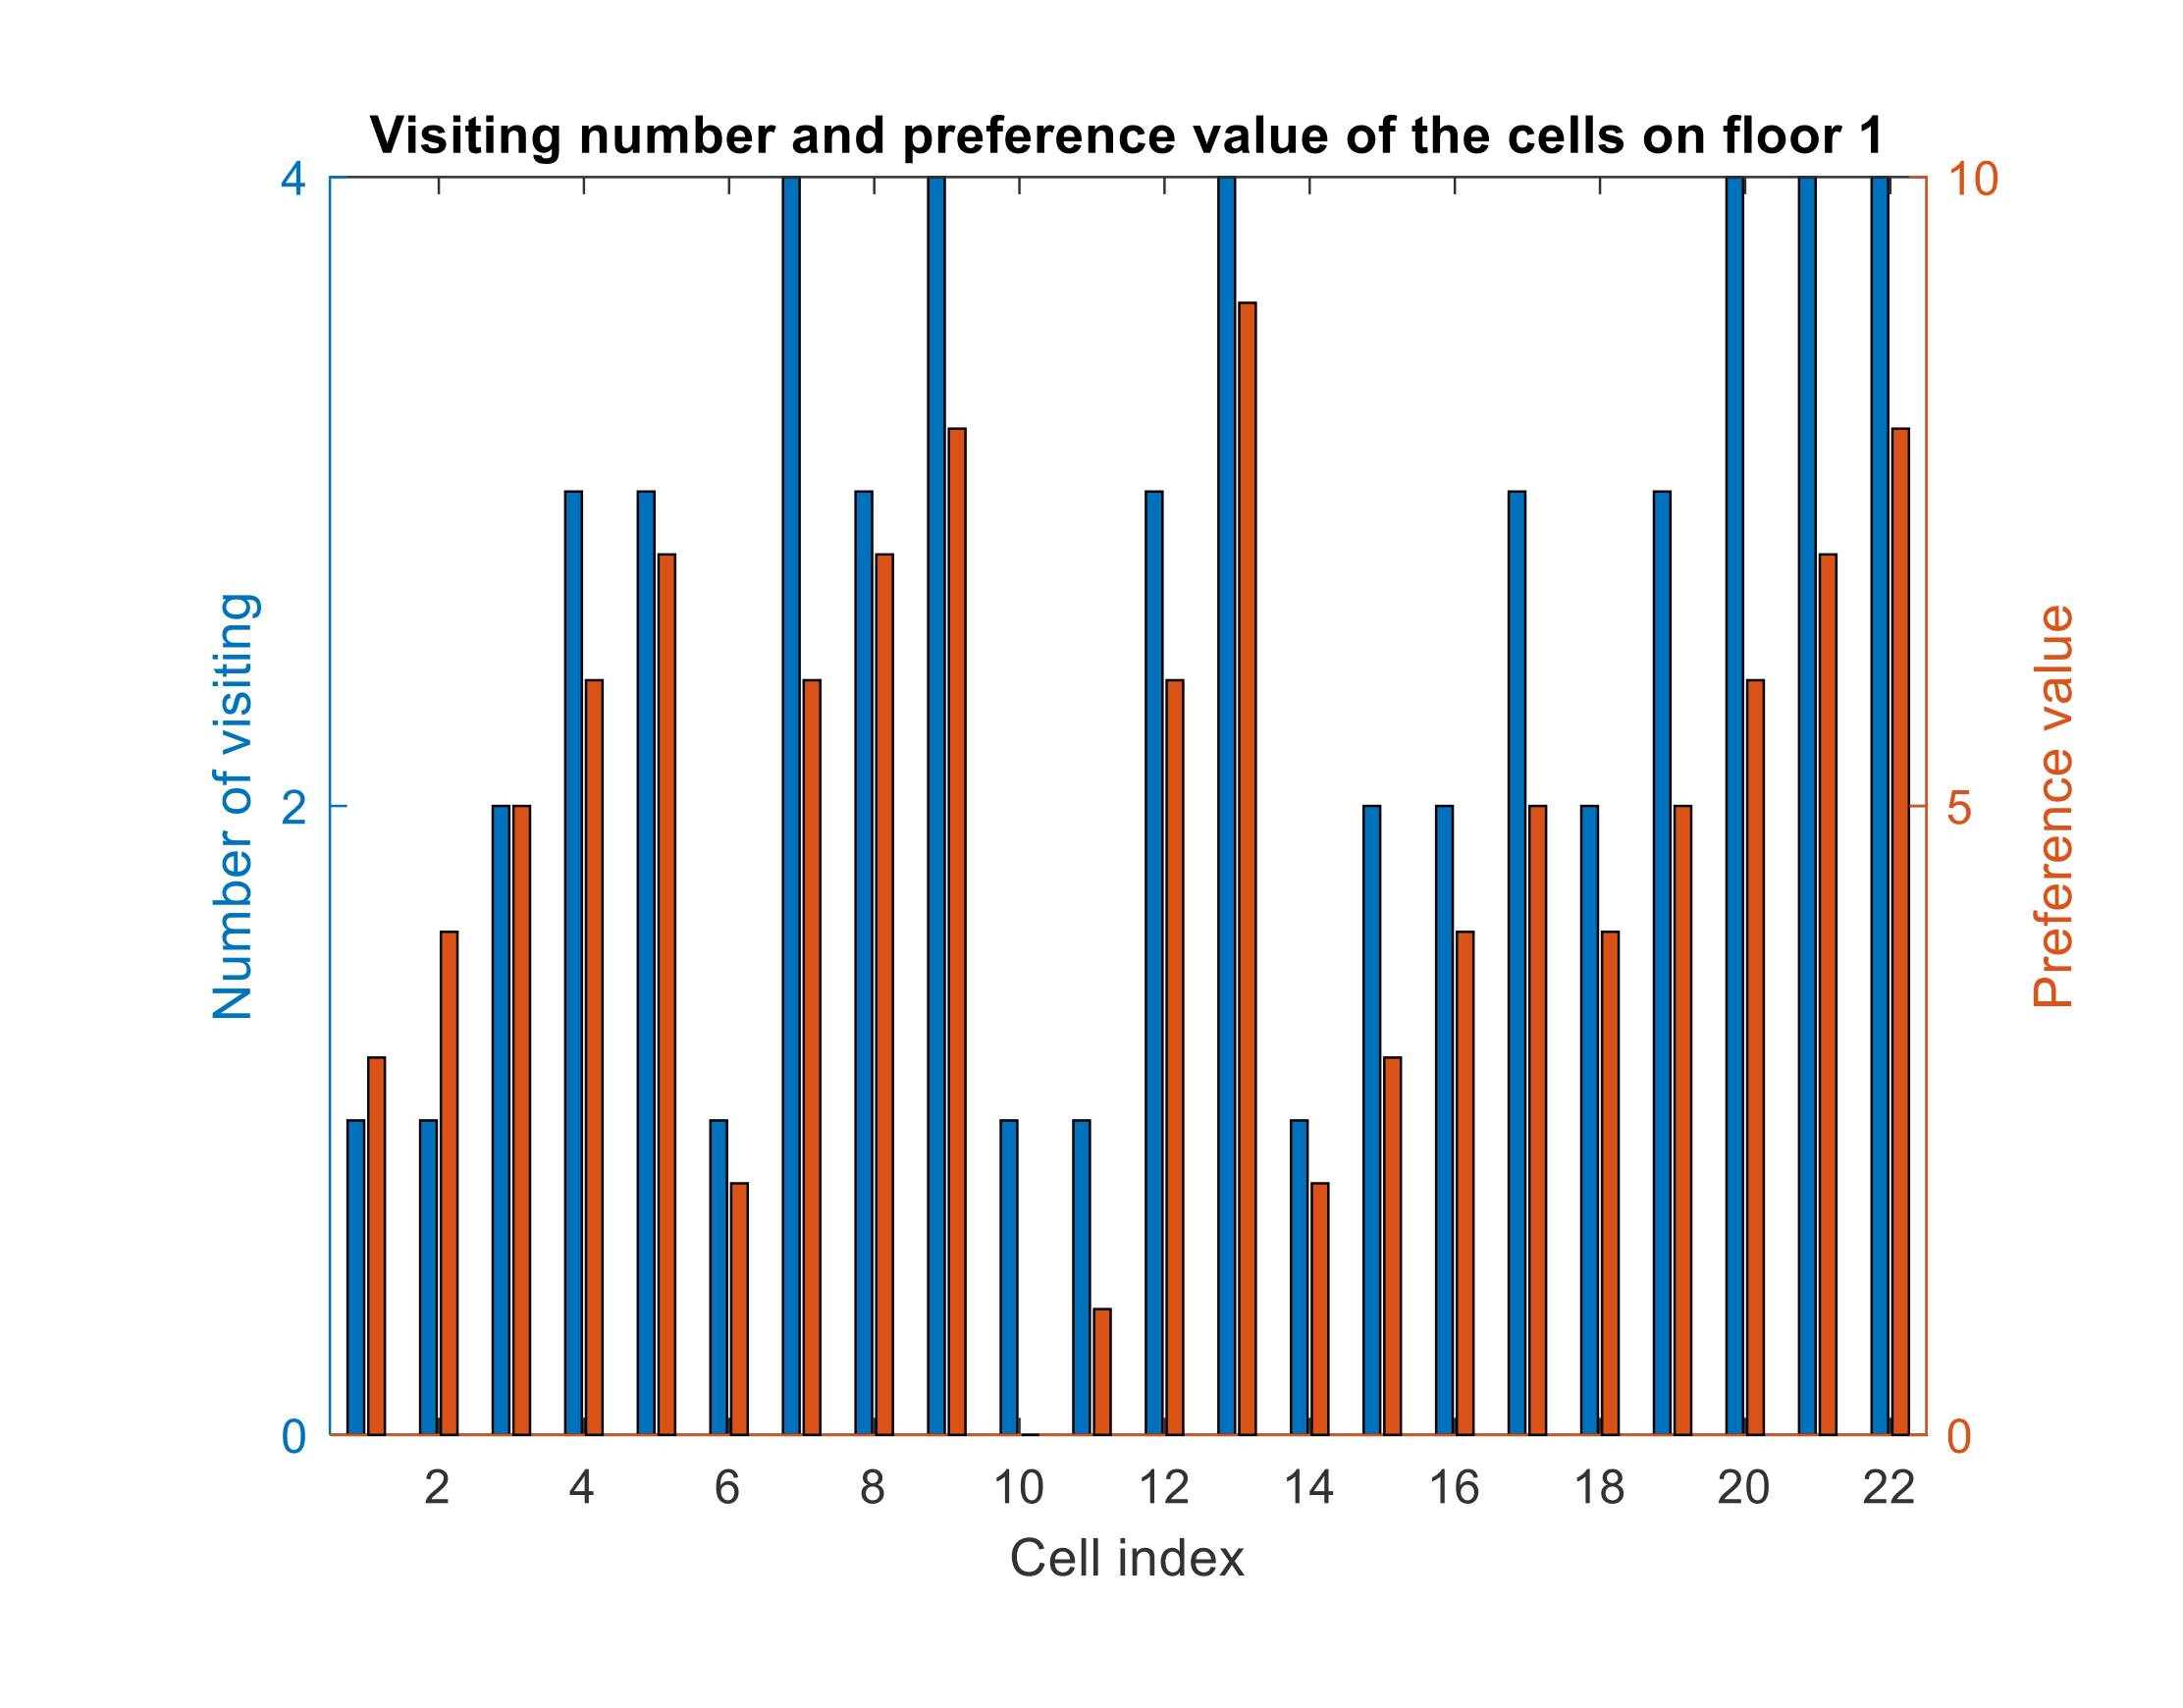 Visiting number and preference value of the cells on floor 1
4
2
0
Number of visiting
10
5
0
Preference value
2 4 6 8 10 12 14 16 18 20 22
Cell index